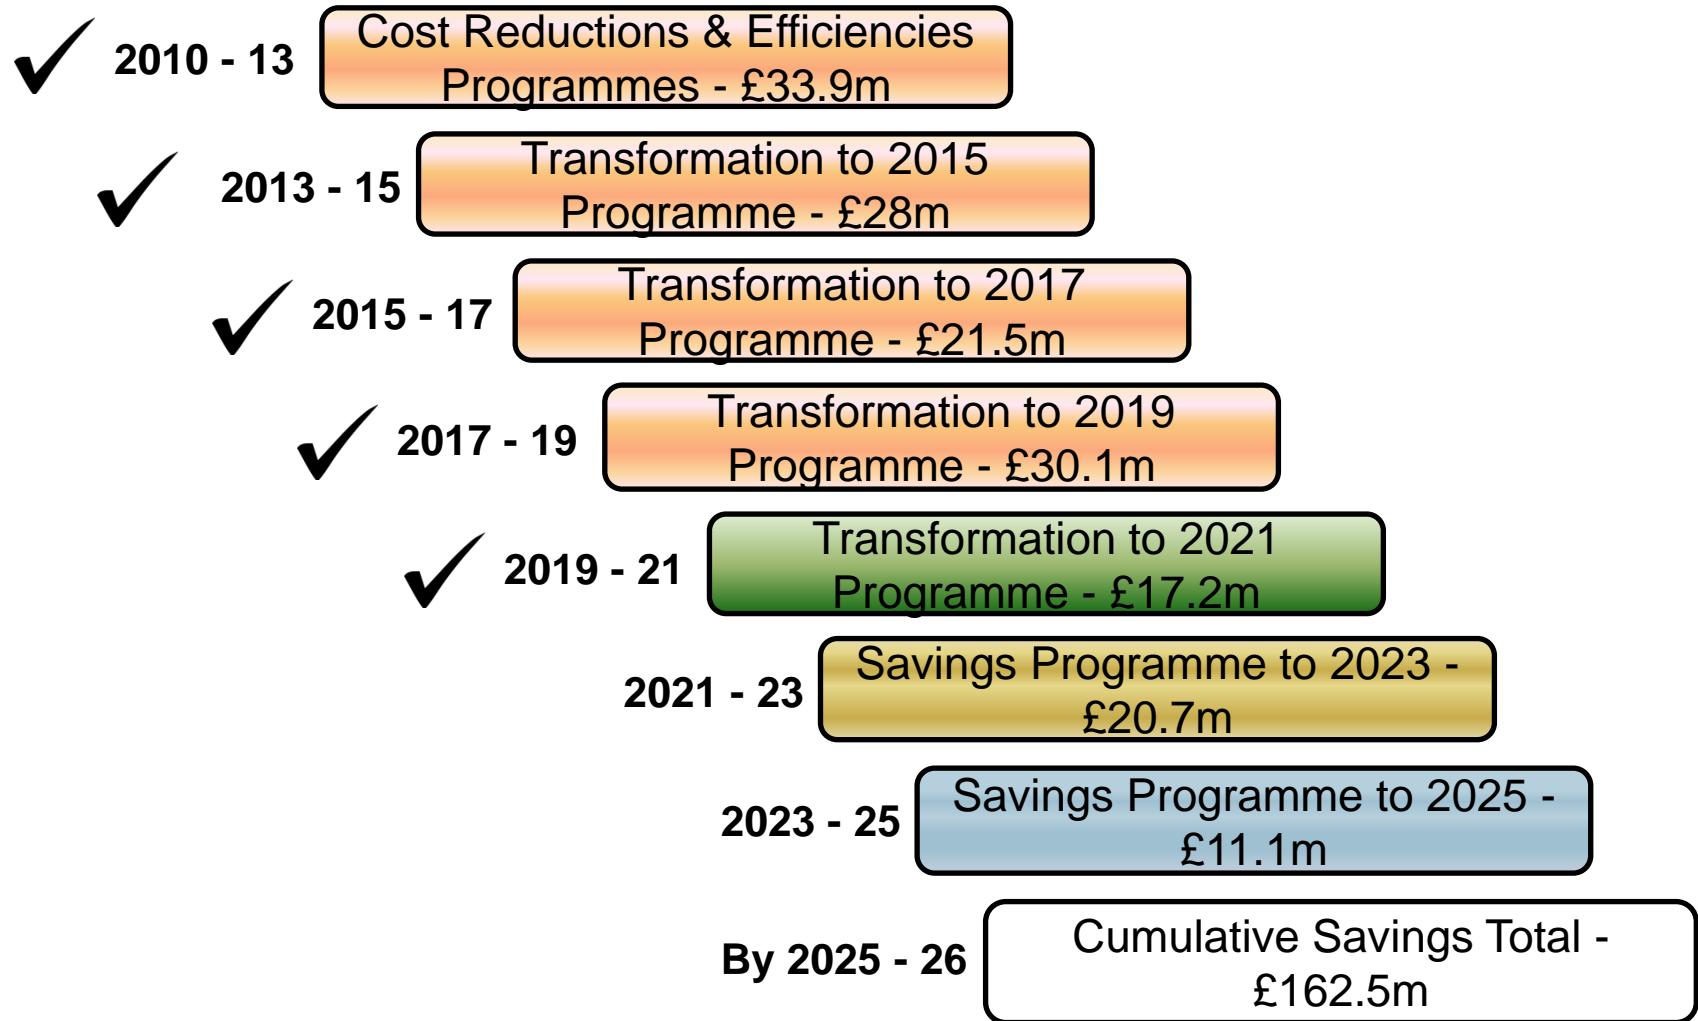 2010 - 13
Cost Reductions & Efficiencies
Programmes - £33.9m
2013 - 15
Transformation to 2015
Programme - £28m
2015 - 17
Transformation to 2017
Programme - £21.5m
2017 - 19
Transformation to 2019
Programme - £30.1m
2019 - 21
Transformation to 2021
Programme - £17.2m
2021 - 23
Savings Programme to 2023 -
£20.7m
2023 - 25
Savings Programme to 2025 -
£11.1m
By 2025 - 26
Cumulative Savings Total -
£162.5m